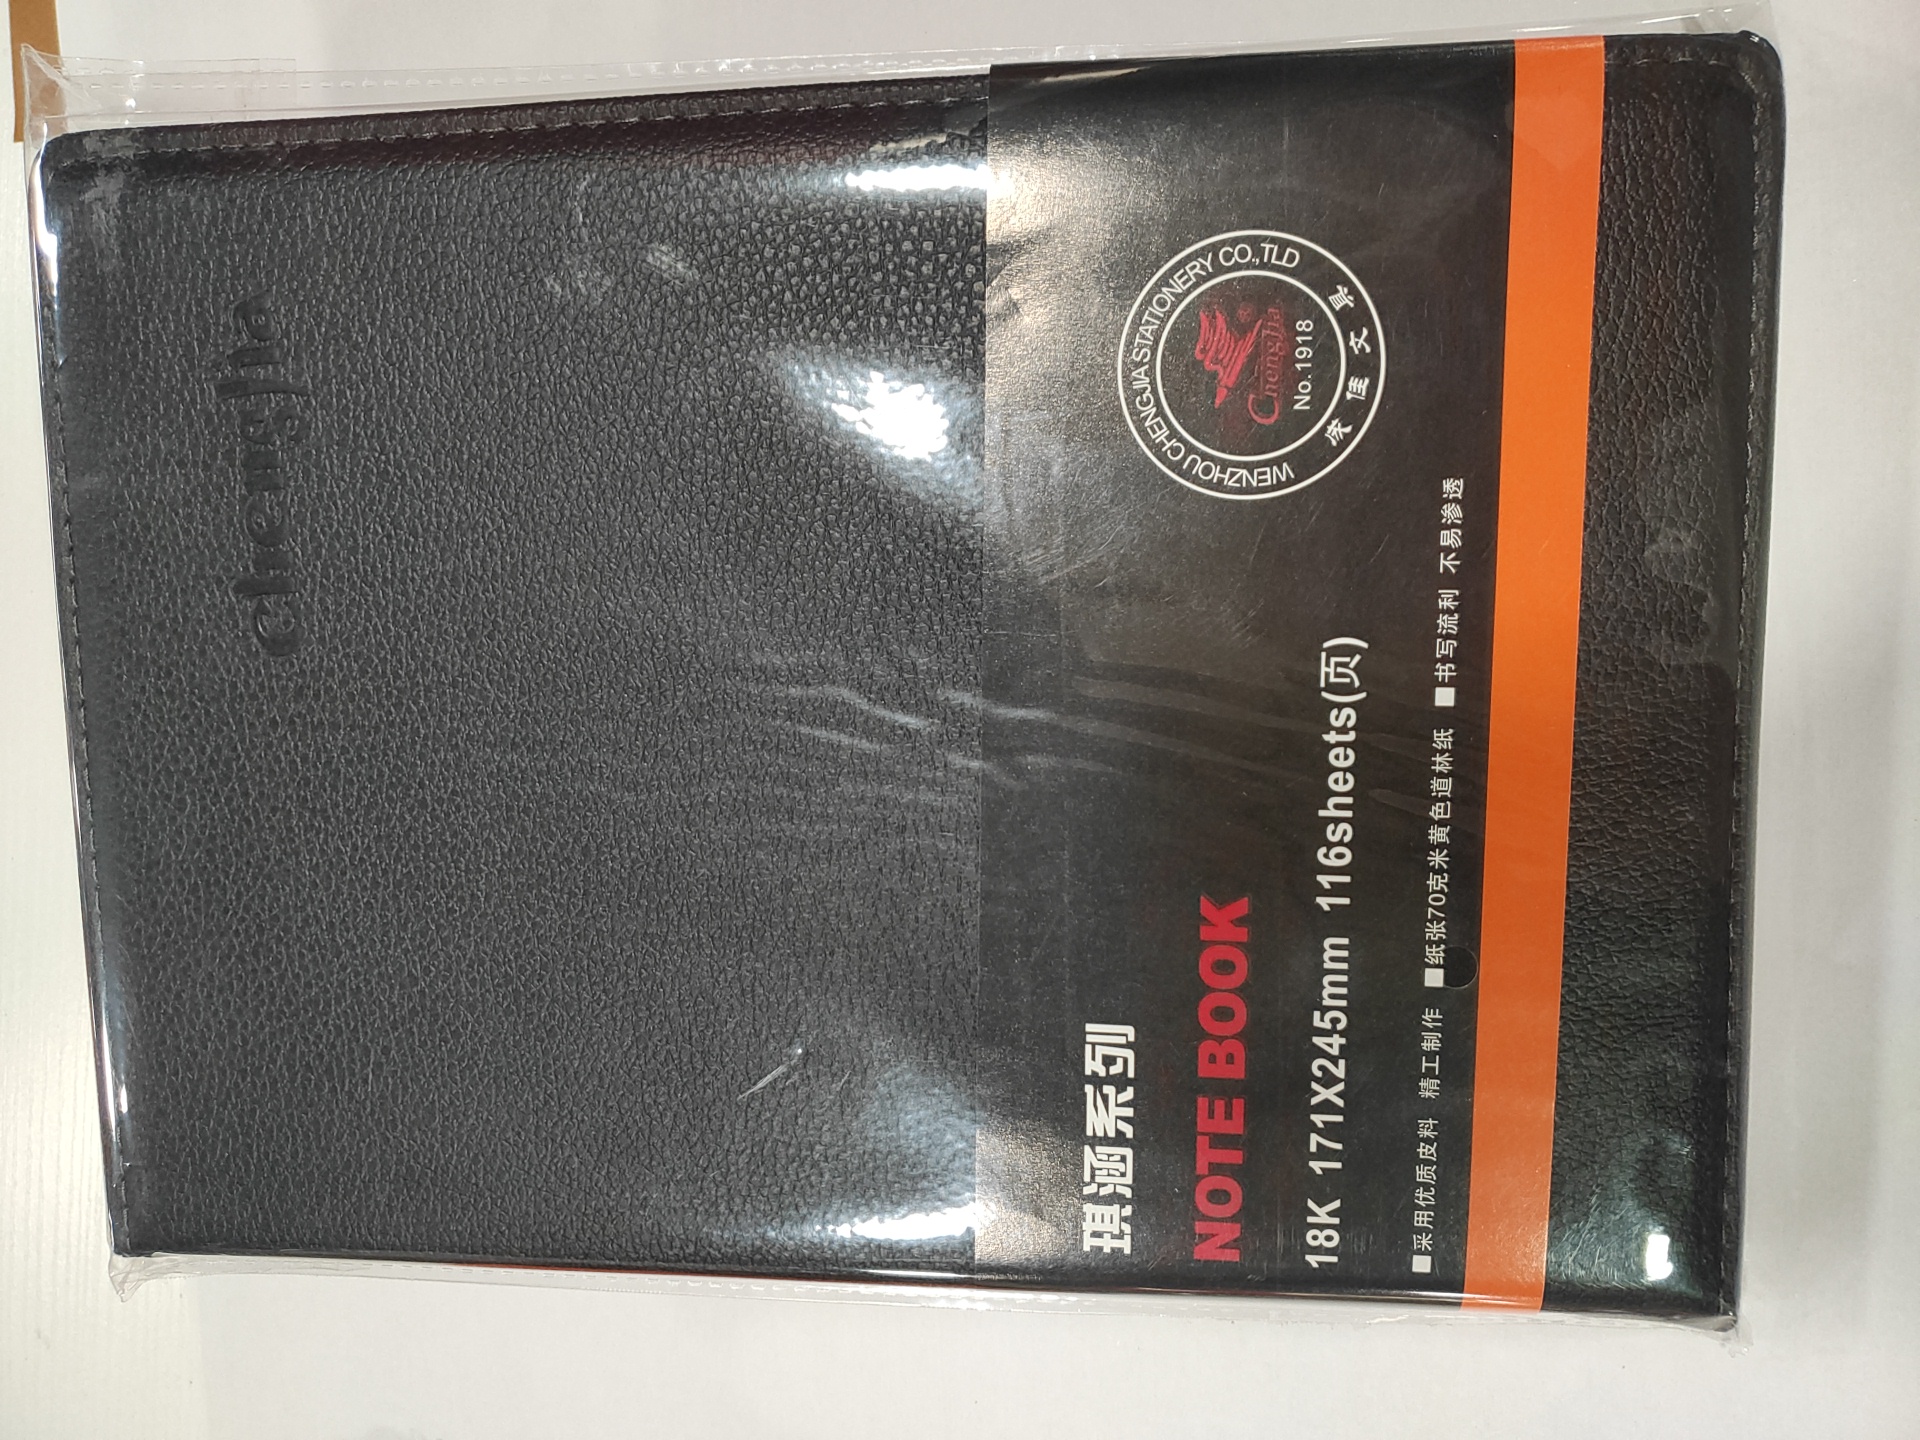 ChengJia
WENZHOU CHENGJIA STATIONERY CO.,TLD
ChengJia®
No.1918
成佳文具
琪涵系列
NOTE BOOK
18K 171X245mm 116sheets(页)
■采用优质皮料 精工制作 ■纸张70克米黄色道林纸 ■书写流利 不易渗透